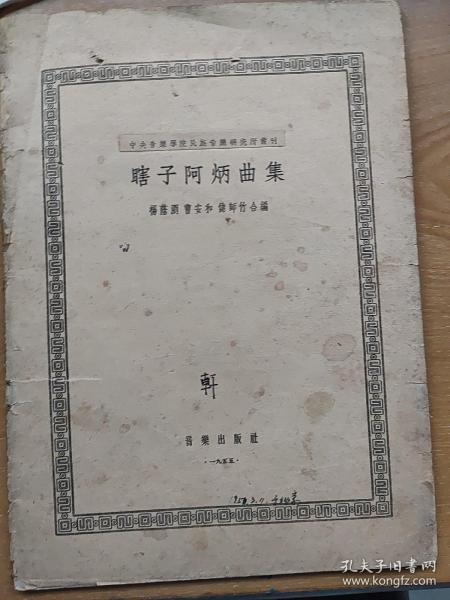 中央音樂學院民族音樂研究所叢刊
瞎子阿炳曲集
楊蔭瀏 曹安和 儲師竹合編
軒
音樂出版社
·一九五五·
孔夫子旧书网
www.kongfz.com